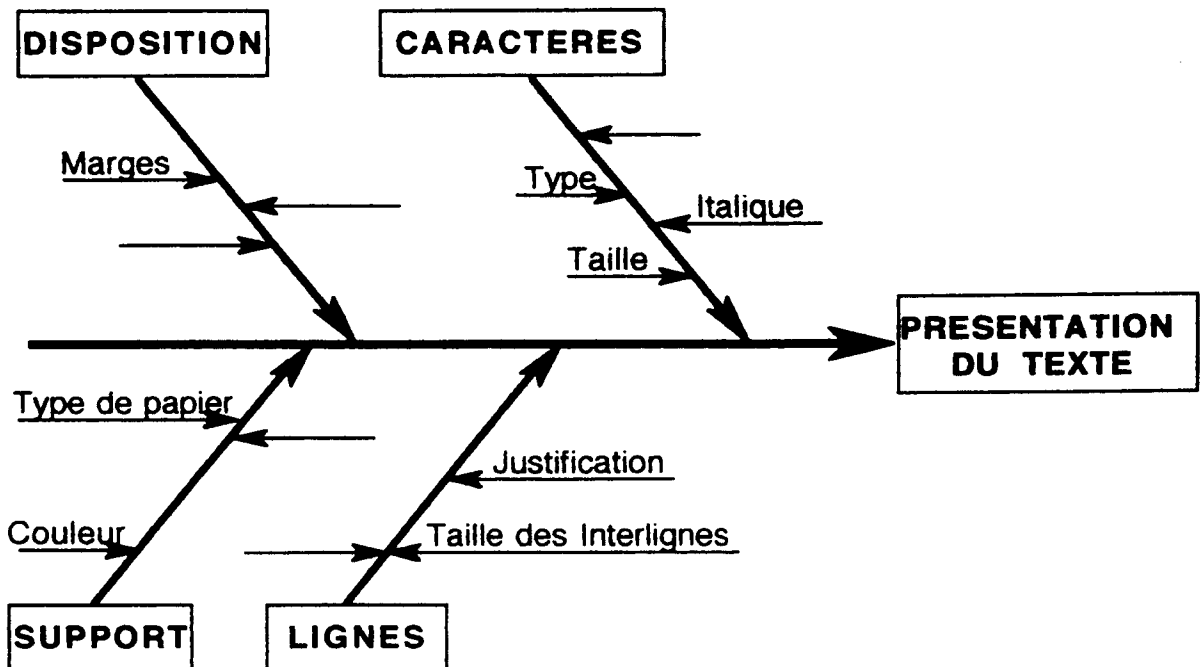 DISPOSITION
CARACTERES
Marges
Type
Italique
Taille
PRESENTATION
DU TEXTE
Type de papier
Justification
Couleur
Taille des Interlignes
SUPPORT
LIGNES